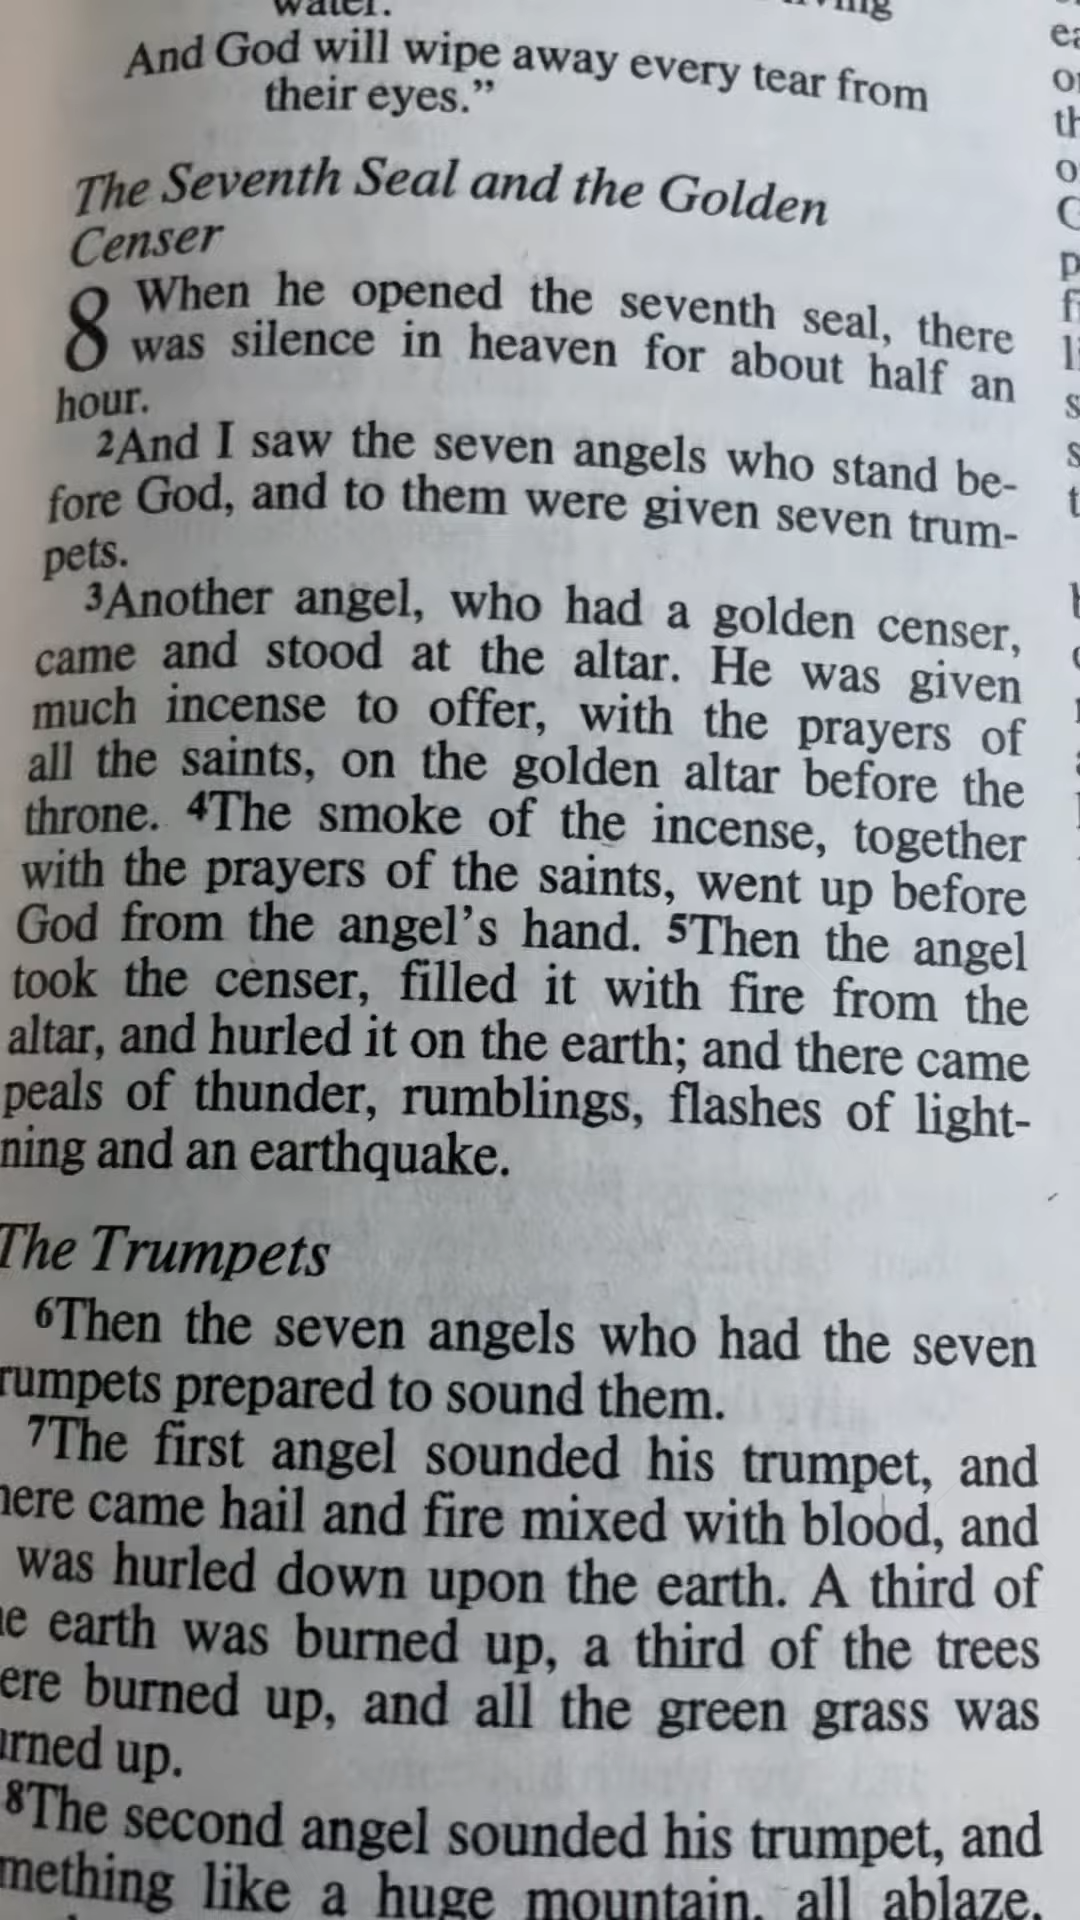 water.
And God will wipe away every tear from
their eyes.”
The Seventh Seal and the Golden
Censer
8 When he opened the seventh seal, there
was silence in heaven for about half an
hour.
2And I saw the seven angels who stand be-
fore God, and to them were given seven trum-
pets.
3Another angel, who had a golden censer,
came and stood at the altar. He was given
much incense to offer, with the prayers of
all the saints, on the golden altar before the
throne. 4The smoke of the incense, together
with the prayers of the saints, went up before
God from the angel’s hand. 5Then the angel
took the censer, filled it with fire from the
altar, and hurled it on the earth; and there came
peals of thunder, rumblings, flashes of light-
ning and an earthquake.
The Trumpets
6Then the seven angels who had the seven
rumpets prepared to sound them.
7The first angel sounded his trumpet, and
here came hail and fire mixed with blood, and
was hurled down upon the earth. A third of
e earth was burned up, a third of the trees
ere burned up, and all the green grass was
urned up.
8The second angel sounded his trumpet, and
mething like a huge mountain, all ablaze,